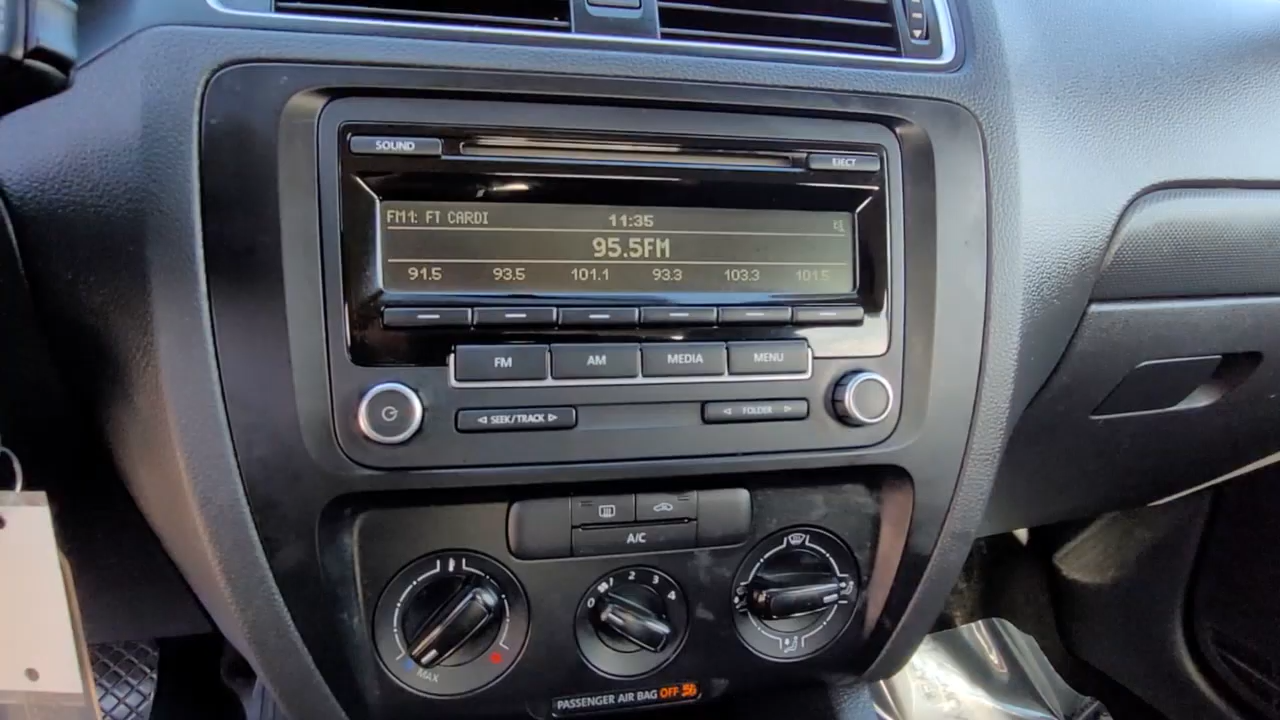 SOUND
EJECT
FM1: FT CARDI 11:35
95.5FM
91.5 93.5 101.1 93.3 103.3 101.5
FM AM MEDIA MENU
SEEK/TRACK
FOLDER
A/C
0 1 2 3 4
MAX
PASSENGER AIR BAG OFF